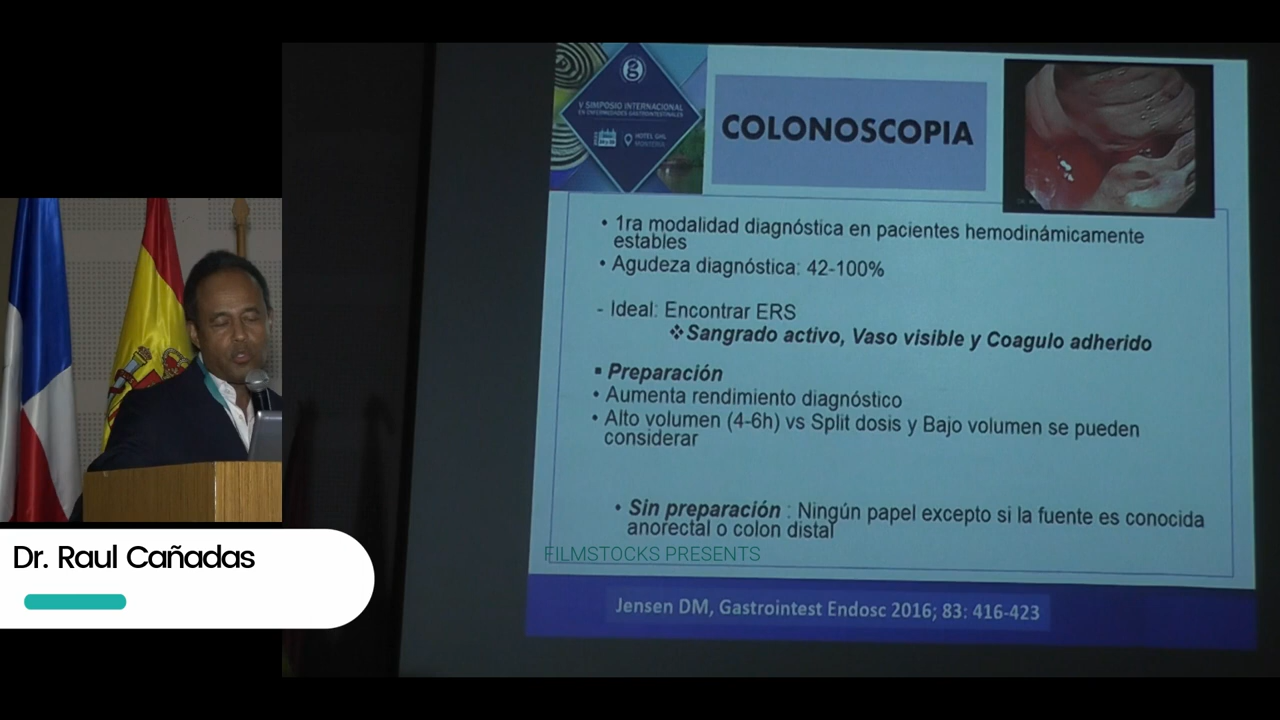 V SIMPOSIO INTERNACIONAL
EN ENFERMEDADES GASTROINTESTINALES
HOTEL GHL
MONTERÍA
COLONOSCOPIA
• 1ra modalidad diagnóstica en pacientes hemodinámicamente
estables
• Agudeza diagnóstica: 42-100%
- Ideal: Encontrar ERS
❖Sangrado activo, Vaso visible y Coagulo adherido
▪ Preparación
• Aumenta rendimiento diagnóstico
• Alto volumen (4-6h) vs Split dosis y Bajo volumen se pueden
considerar
• Sin preparación : Ningún papel excepto si la fuente es conocida
anorectal o colon distal
FILMSTOCKS PRESENTS
Jensen DM, Gastrointest Endosc 2016; 83: 416-423
Dr. Raul Cañadas